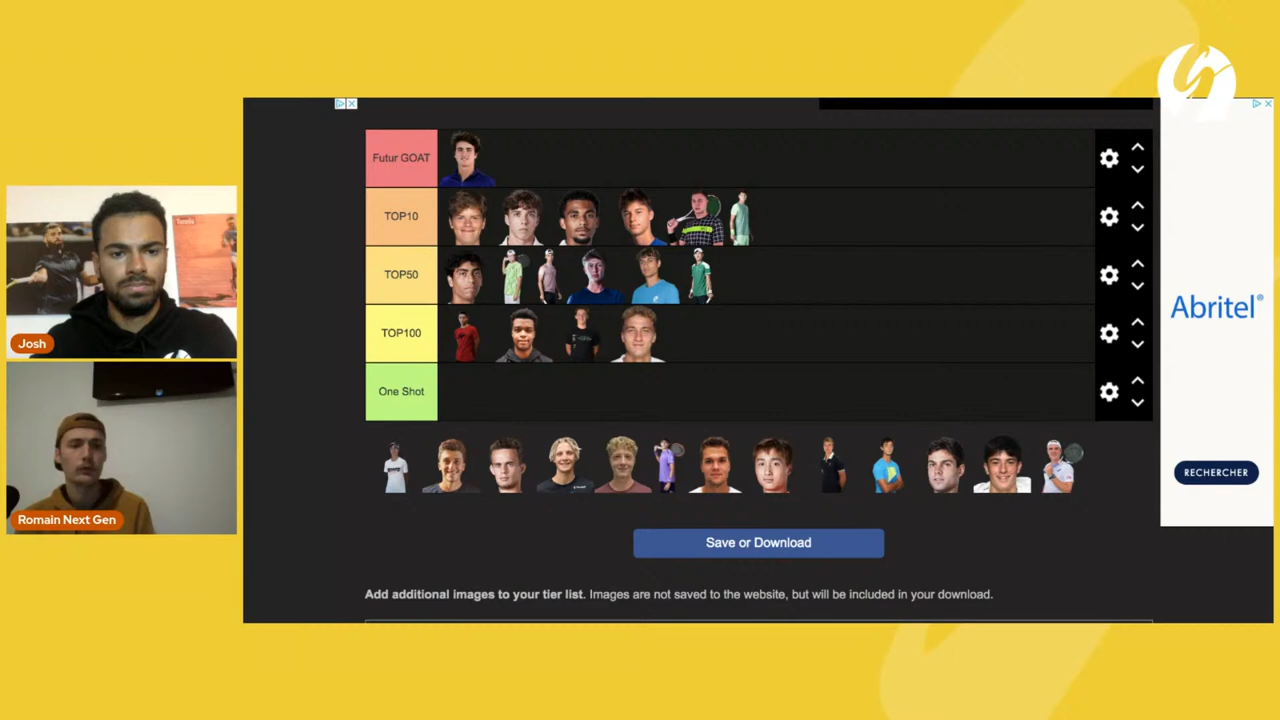 Tennis
Josh
Romain Next Gen
Futur GOAT
TOP10
TOP50
TOP100
One Shot
Save or Download
Add additional images to your tier list. Images are not saved to the website, but will be included in your download.
Abritel®
RECHERCHER